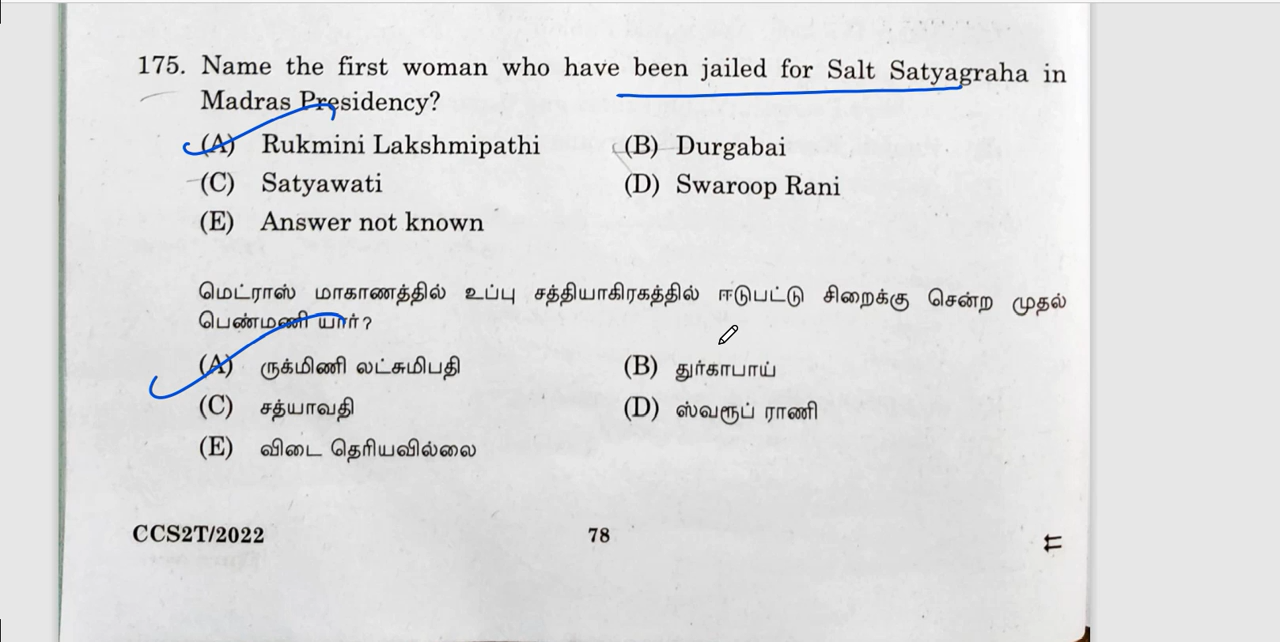 175. Name the first woman who have been jailed for Salt Satyagraha in
Madras Presidency?
(A) Rukmini Lakshmipathi (B) Durgabai
(C) Satyawati (D) Swaroop Rani
(E) Answer not known
மெட்ராஸ் மாகாணத்தில் உப்பு சத்தியாகிரகத்தில் ஈடுபட்டு சிறைக்கு சென்ற முதல்
பெண்மணி யார்?
(A) ருக்மிணி லட்சுமிபதி (B) துர்காபாய்
(C) சத்யாவதி (D) ஸ்வரூப் ராணி
(E) விடை தெரியவில்லை
CCS2T/2022 78